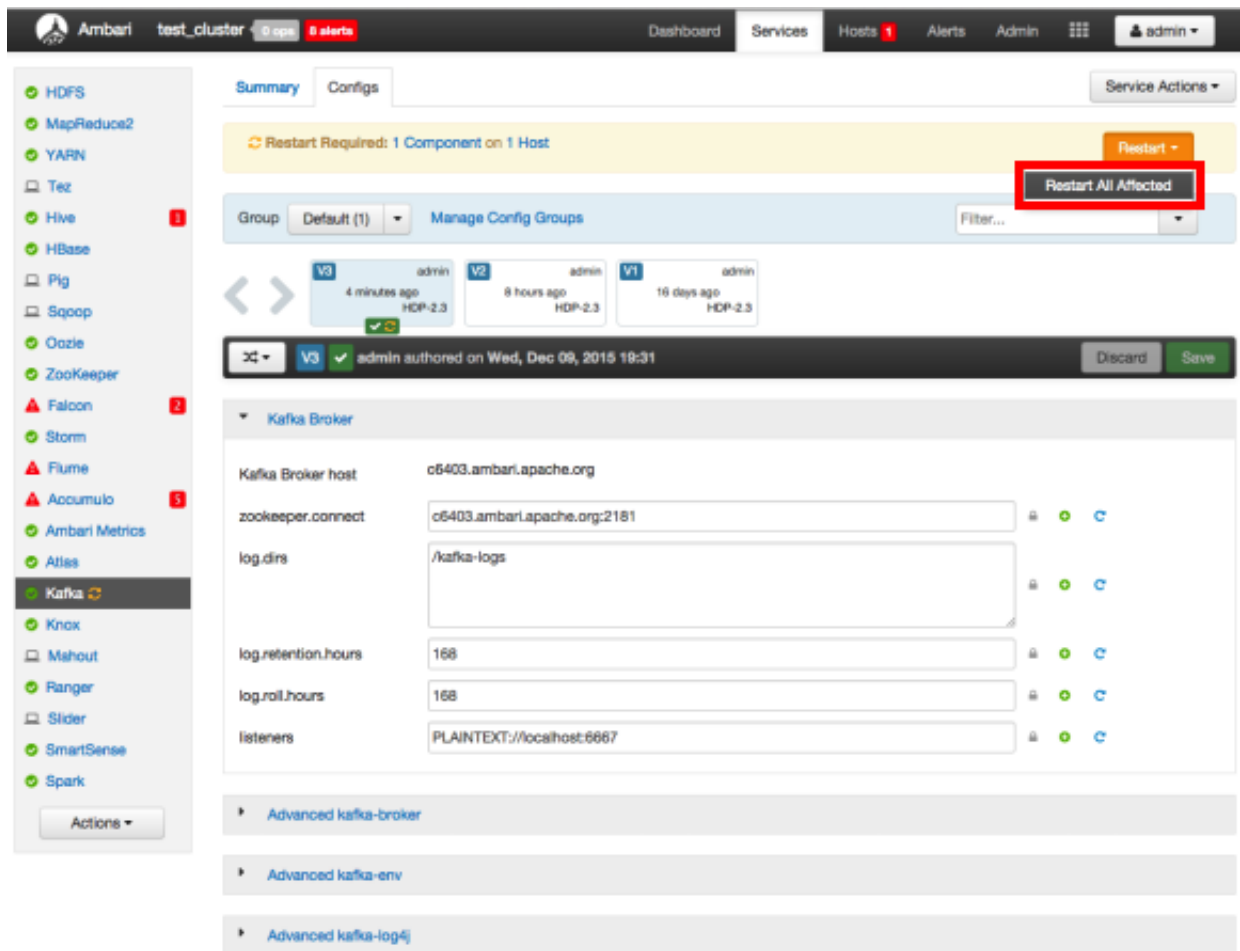 Ambari test_cluster 0 ops 8 alerts Dashboard Services Hosts 1 Alerts Admin admin
HDFS
MapReduce2
YARN
Tez
Hive 1
HBase
Pig
Sqoop
Oozie
ZooKeeper
Falcon 2
Storm
Flume
Accumulo 5
Ambari Metrics
Atlas
Kafka
Knox
Mahout
Ranger
Slider
SmartSense
Spark
Actions
Summary Configs Service Actions
Restart Required: 1 Component on 1 Host Restart
Restart All Affected
Group Default (1) Manage Config Groups Filter...
V3 admin
4 minutes ago
HDP-2.3
V2 admin
8 hours ago
HDP-2.3
V1 admin
16 days ago
HDP-2.3
V3 admin authored on Wed, Dec 09, 2015 19:31 Discard Save
Kafka Broker
Kafka Broker host c6403.ambari.apache.org
zookeeper.connect c6403.ambari.apache.org:2181
log.dirs /kafka-logs
log.retention.hours 168
log.roll.hours 168
listeners PLAINTEXT://localhost:6667
Advanced kafka-broker
Advanced kafka-env
Advanced kafka-log4j